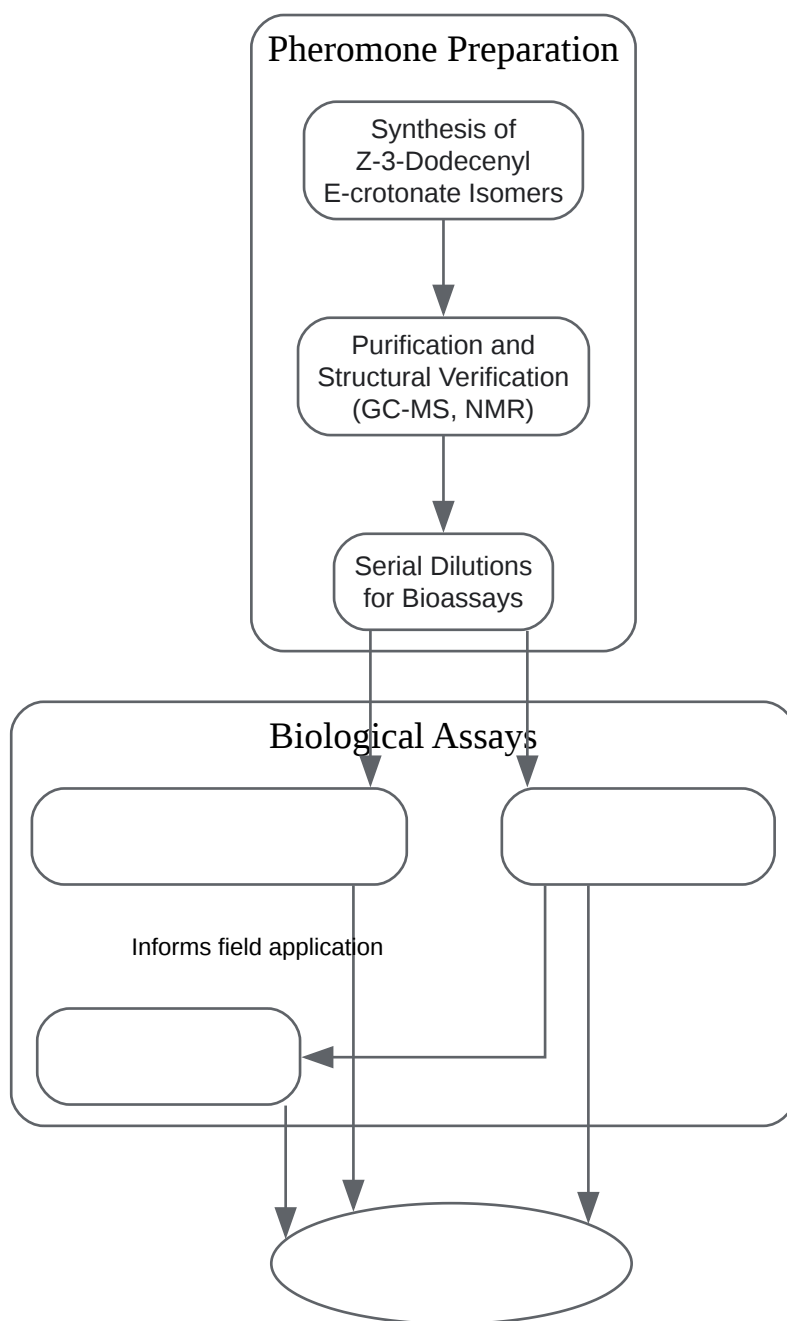 Pheromone Preparation
Synthesis of
Z-3-Dodecenyl
E-crotonate Isomers
Purification and
Structural Verification
(GC-MS, NMR)
Serial Dilutions
for Bioassays
Biological Assays
Informs field application